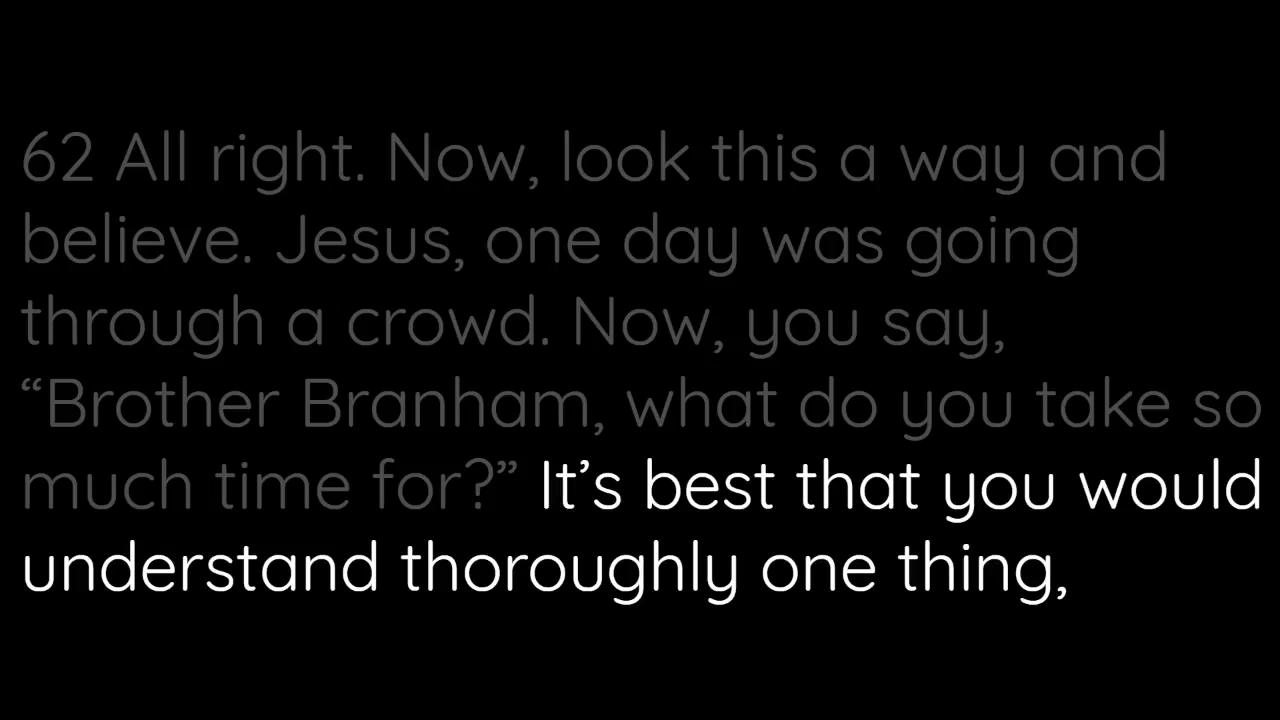 62 All right. Now, look this a way and
believe. Jesus, one day was going
through a crowd. Now, you say,
“Brother Branham, what do you take so
much time for?” It’s best that you would
understand thoroughly one thing,